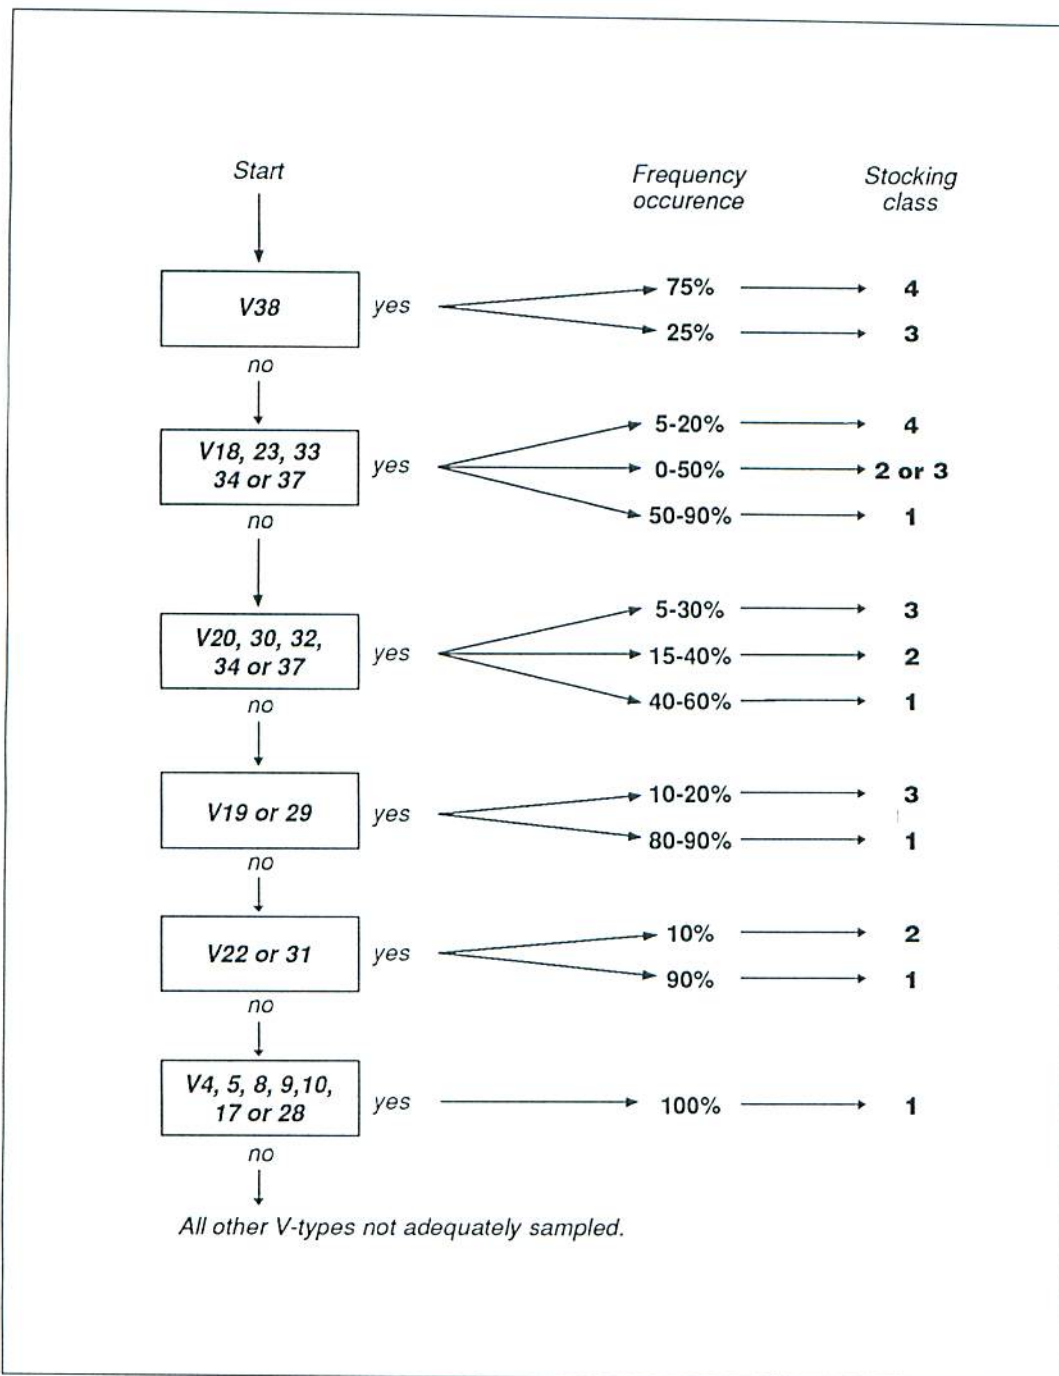 Start
Frequency occurence
Stocking class
V38
yes
75%
4
25%
3
no
V18, 23, 33
34 or 37
yes
5-20%
4
0-50%
2 or 3
50-90%
1
no
V20, 30, 32,
34 or 37
yes
5-30%
3
15-40%
2
40-60%
1
no
V19 or 29
yes
10-20%
3
80-90%
1
no
V22 or 31
yes
10%
2
90%
1
no
V4, 5, 8, 9,10,
17 or 28
yes
100%
1
no
All other V-types not adequately sampled.